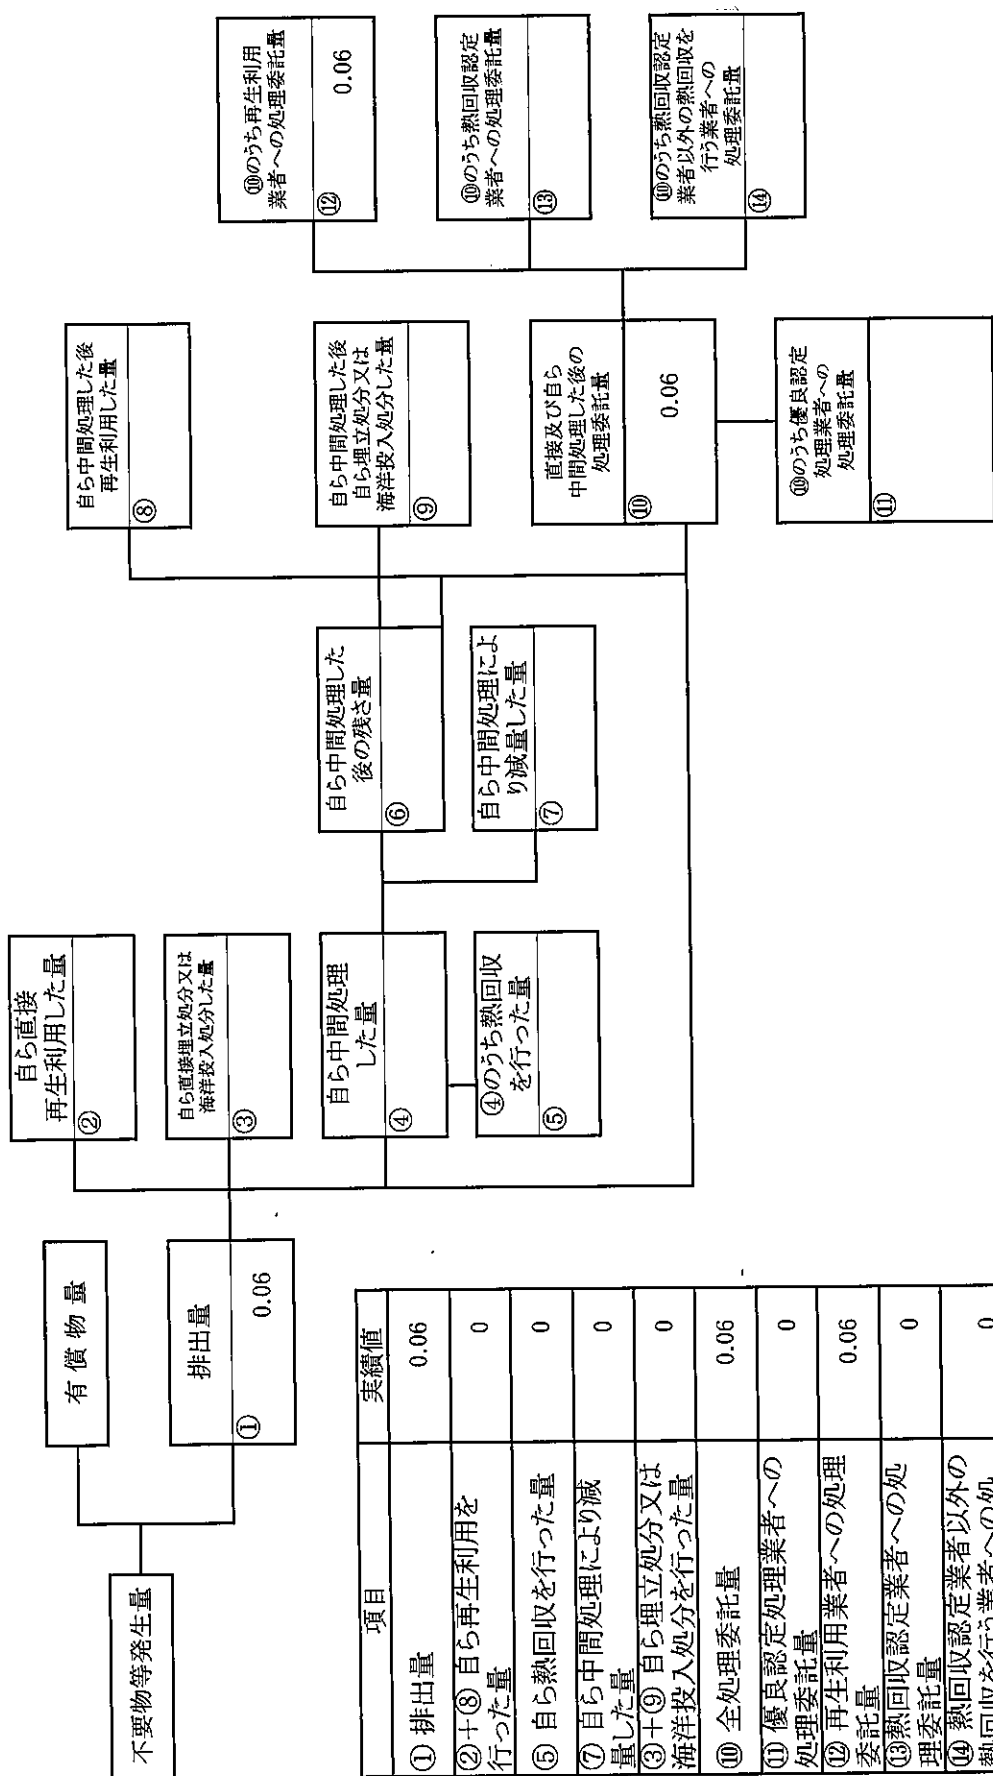 不要物等発生量
有償物量
排出量
①
0.06
自ら直接
再生利用した量
②
自ら直接埋立処分又は
海洋投入処分した量
③
自ら中間処理
した量
④
④のうち熱回収
を行った量
⑤
自ら中間処理した
後の残さ量
⑥
自ら中間処理によ
り減量した量
⑦
自ら中間処理した後
再生利用した量
⑧
自ら中間処理した後
自ら埋立処分又は
海洋投入処分した量
⑨
直接及び自ら
中間処理した後の
処理委託量
⑩
0.06
⑩のうち優良認定
処理業者への
処理委託量
⑪
⑩のうち再生利用
業者への処理委託量
⑫
0.06
⑩のうち熱回収認定
業者への処理委託量
⑬
⑩のうち熱回収認定
業者以外の熱回収を
行う業者への
処理委託量
⑭
項目 実績値
① 排出量 0.06
②+⑧ 自ら再生利用を
行った量 0
⑤ 自ら熱回収を行った量 0
⑦ 自ら中間処理により減
量した量 0
③+⑨ 自ら埋立処分又は
海洋投入処分を行った量 0
⑩ 全処理委託量 0.06
⑪ 優良認定処理業者への
処理委託量 0
⑫ 再生利用業者への処理
委託量 0.06
⑬熱回収認定業者への処
理委託量 0
⑭ 熱回収認定業者以外の
熱回収を行う業者への処 0